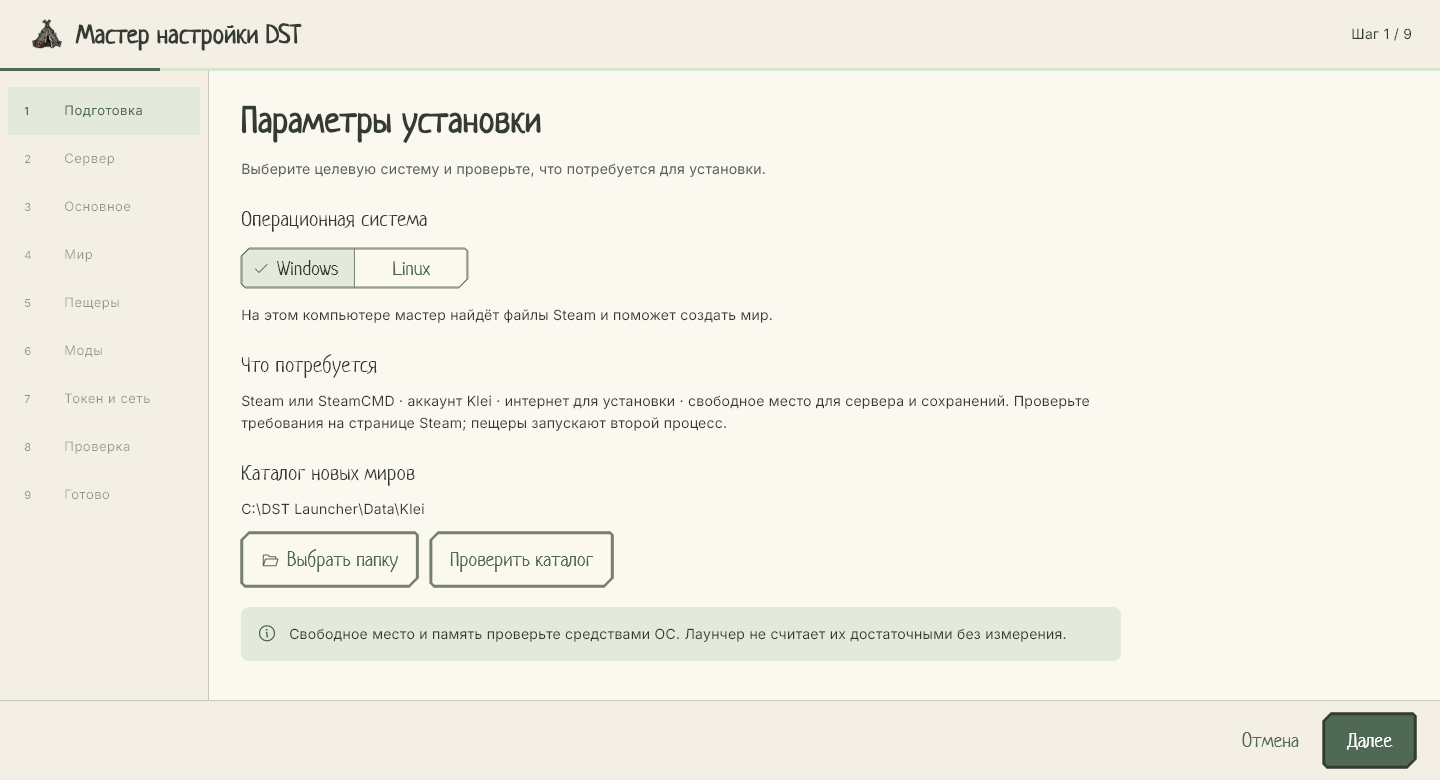 Мастер настройки DST
Шаг 1 / 9
1 Подготовка
2 Сервер
3 Основное
4 Мир
5 Пещеры
6 Моды
7 Токен и сеть
8 Проверка
9 Готово
Параметры установки
Выберите целевую систему и проверьте, что потребуется для установки.
Операционная система
Windows
Linux
На этом компьютере мастер найдёт файлы Steam и поможет создать мир.
Что потребуется
Steam или SteamCMD · аккаунт Klei · интернет для установки · свободное место для сервера и сохранений. Проверьте
требования на странице Steam; пещеры запускают второй процесс.
Каталог новых миров
C:\DST Launcher\Data\Klei
Выбрать папку
Проверить каталог
Свободное место и память проверьте средствами ОС. Лаунчер не считает их достаточными без измерения.
Отмена
Далее